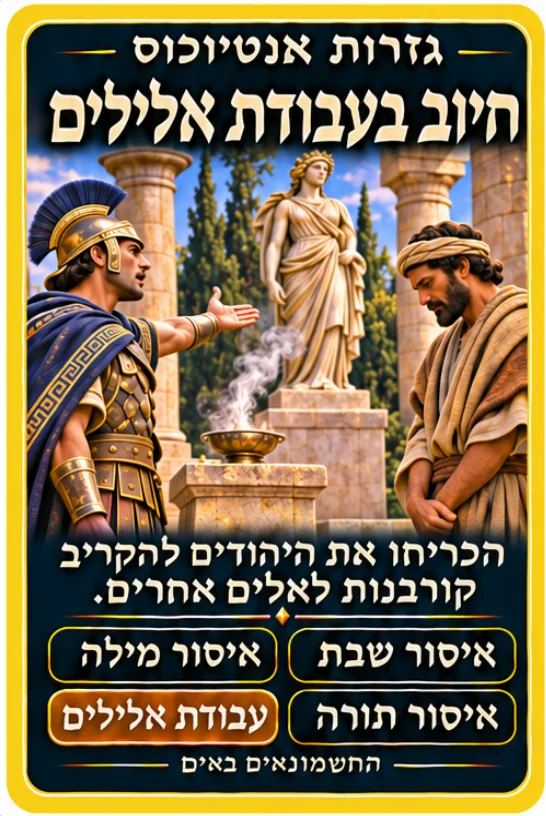 גזרות אנטיוכוס
חיוב בעבודת אלילים
הכריחו את היהודים להקריב
קורבנות לאלים אחרים.
איסור שבת
איסור מילה
איסור תורה
עבודת אלילים
החשמונאים באים